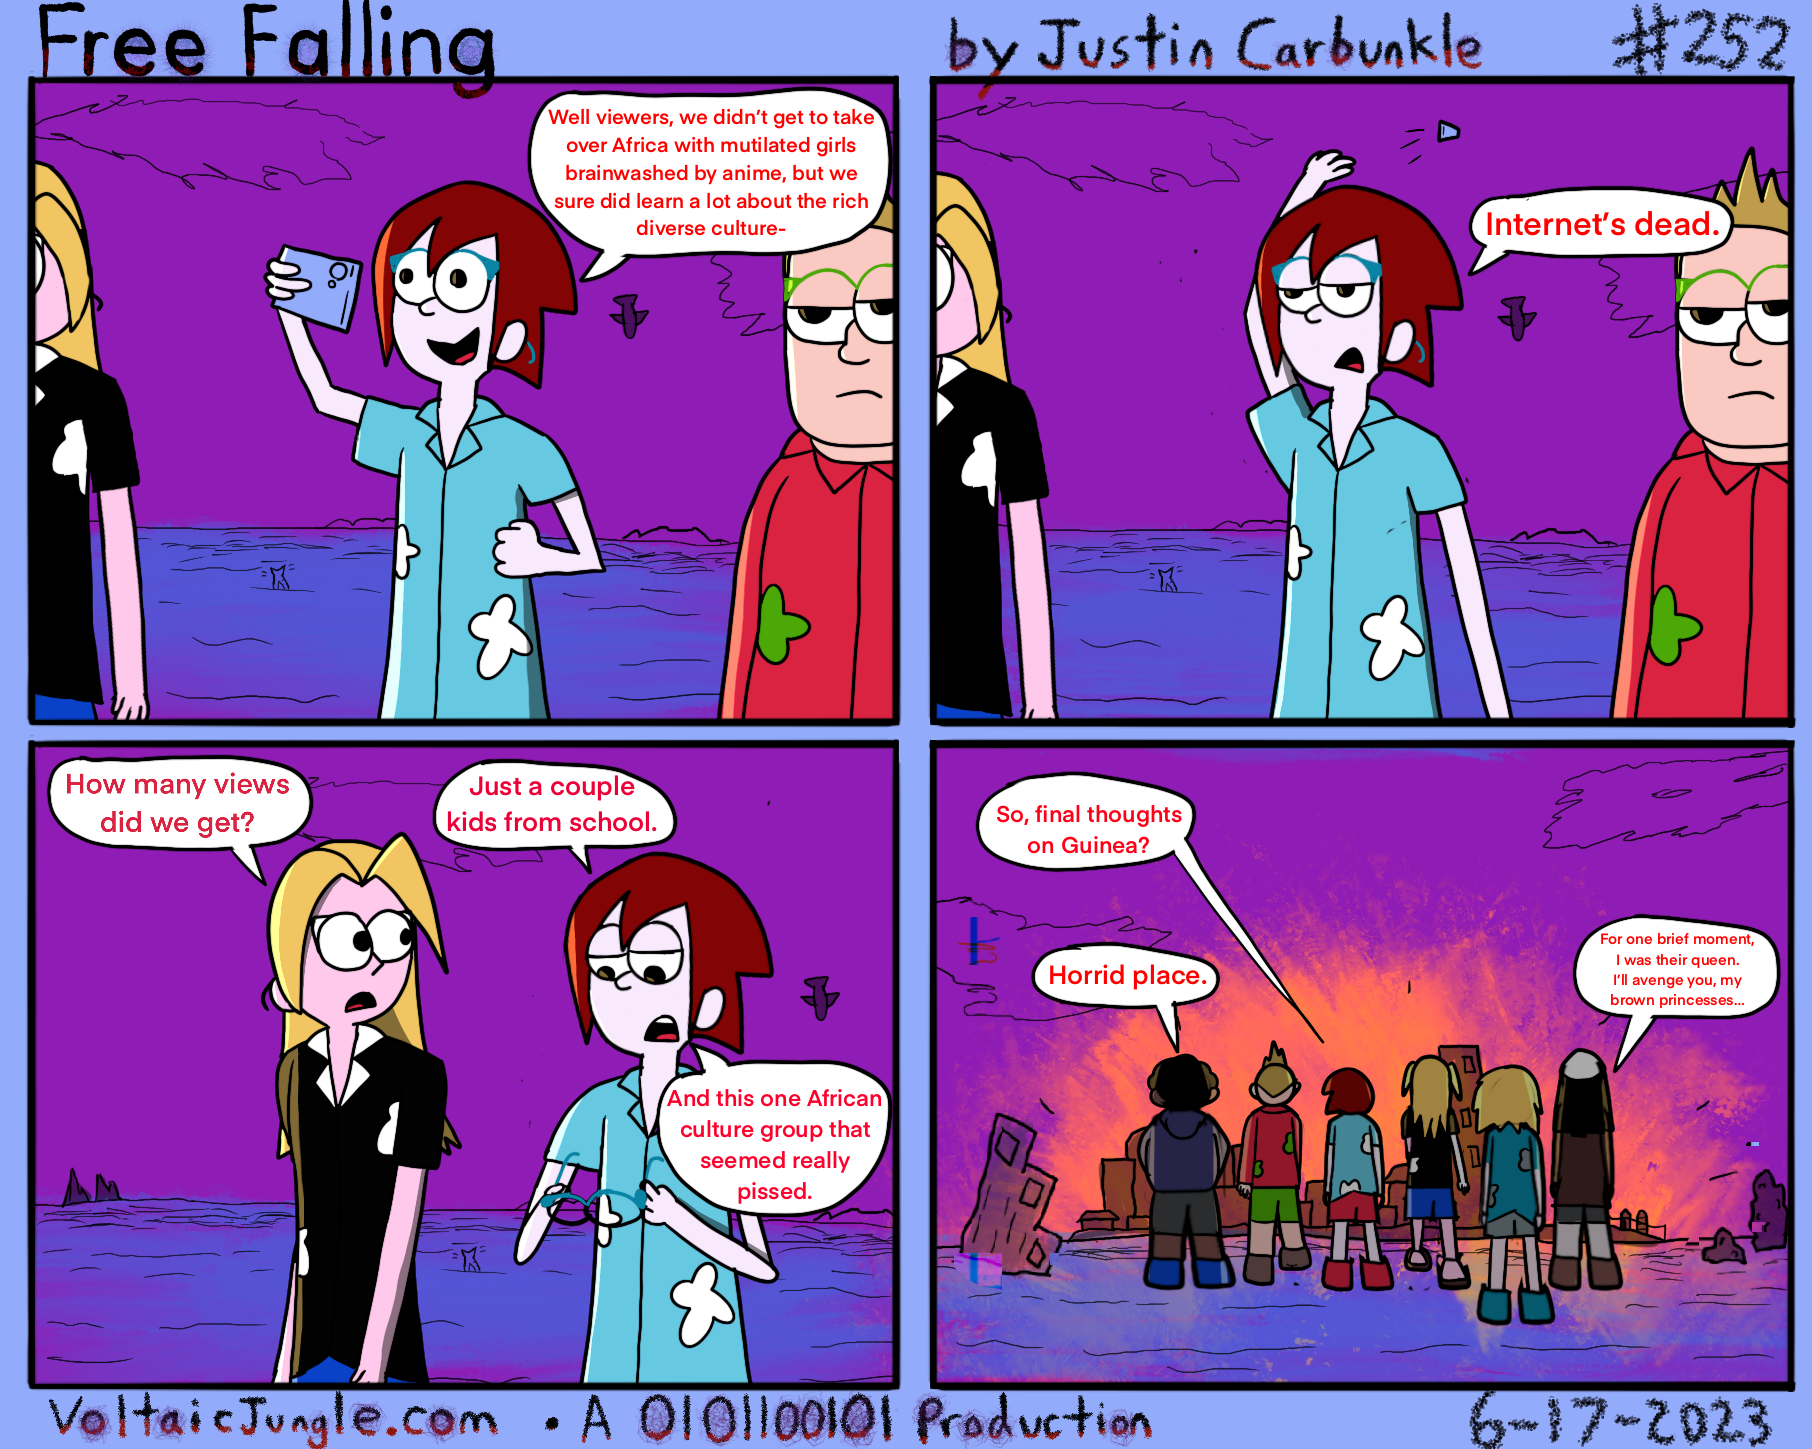 Free Falling
by Justin Carbunkle
#252
Well viewers, we didn't get to take
over Africa with mutilated girls
brainwashed by anime, but we
sure did learn a lot about the rich
diverse culture-
Internet's dead.
How many views
did we get?
Just a couple
kids from school.
And this one African
culture group that
seemed really
pissed.
So, final thoughts
on Guinea?
Horrid place.
For one brief moment,
I was their queen.
I'll avenge you, my
brown princesses...
VoltaicJungle.com • A 0101100101 Production
6-17-2023